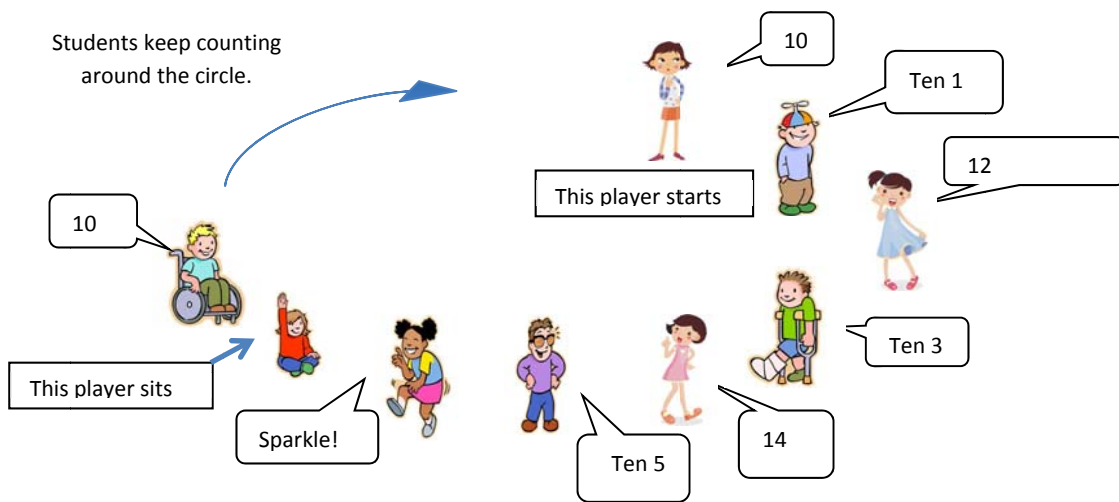 Students keep counting
around the circle.
10
Ten 1
12
This player starts
10
Ten 3
This player sits
Sparkle!
Ten 5
14